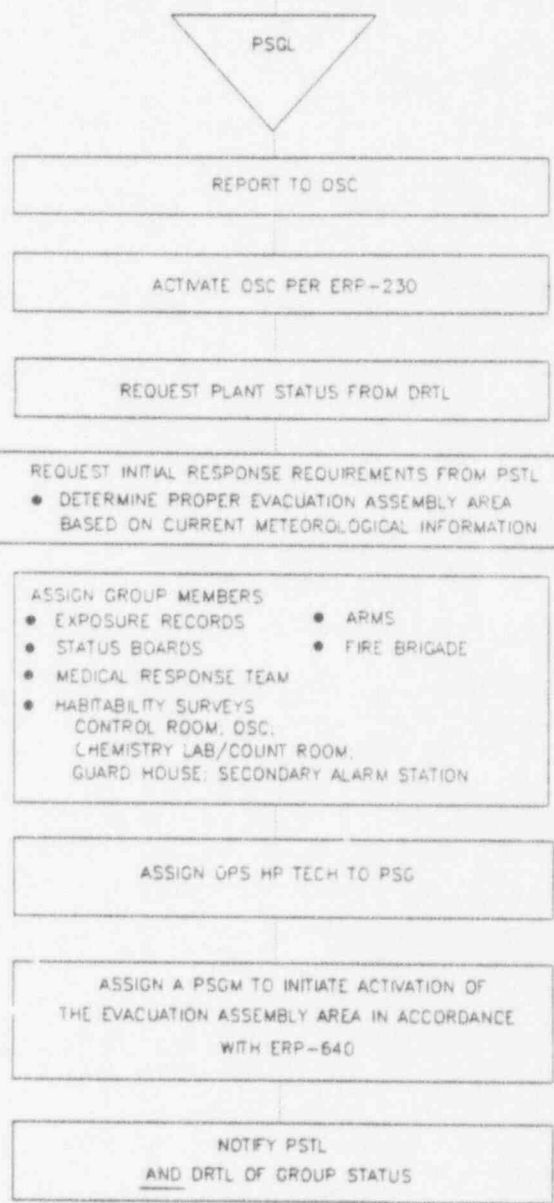 PSGL
REPORT TO OSC
ACTIVATE OSC PER ERP-230
REQUEST PLANT STATUS FROM DRTL
REQUEST INITIAL RESPONSE REQUIREMENTS FROM PSTL
● DETERMINE PROPER EVACUATION ASSEMBLY AREA
BASED ON CURRENT METEOROLOGICAL INFORMATION
ASSIGN GROUP MEMBERS
● EXPOSURE RECORDS ● ARMS
● STATUS BOARDS ● FIRE BRIGADE
● MEDICAL RESPONSE TEAM
● HABITABILITY SURVEYS
CONTROL ROOM; OSC;
CHEMISTRY LAB/COUNT ROOM;
GUARD HOUSE; SECONDARY ALARM STATION
ASSIGN OPS HP TECH TO PSG
ASSIGN A PSGM TO INITIATE ACTIVATION OF
THE EVACUATION ASSEMBLY AREA IN ACCORDANCE
WITH ERP-640
NOTIFY PSTL
AND DRTL OF GROUP STATUS